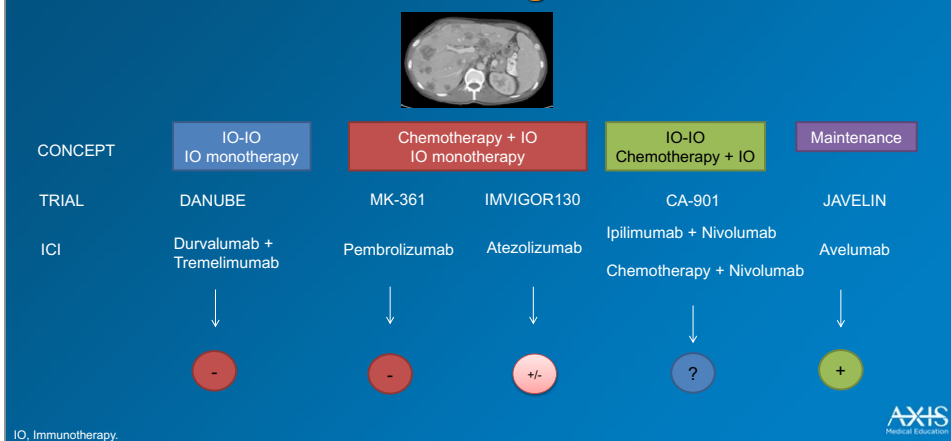 CONCEPT
IO-IO
IO monotherapy
Chemotherapy + IO
IO monotherapy
IO-IO
Chemotherapy + IO
Maintenance
TRIAL
DANUBE
MK-361
IMVIGOR130
CA-901
JAVELIN
ICI
Durvalumab +
Tremelimumab
Pembrolizumab
Atezolizumab
Ipilimumab + Nivolumab
Chemotherapy + Nivolumab
Avelumab
-
-
+/-
?
+
IO, Immunotherapy.
AXIS
Medical Education